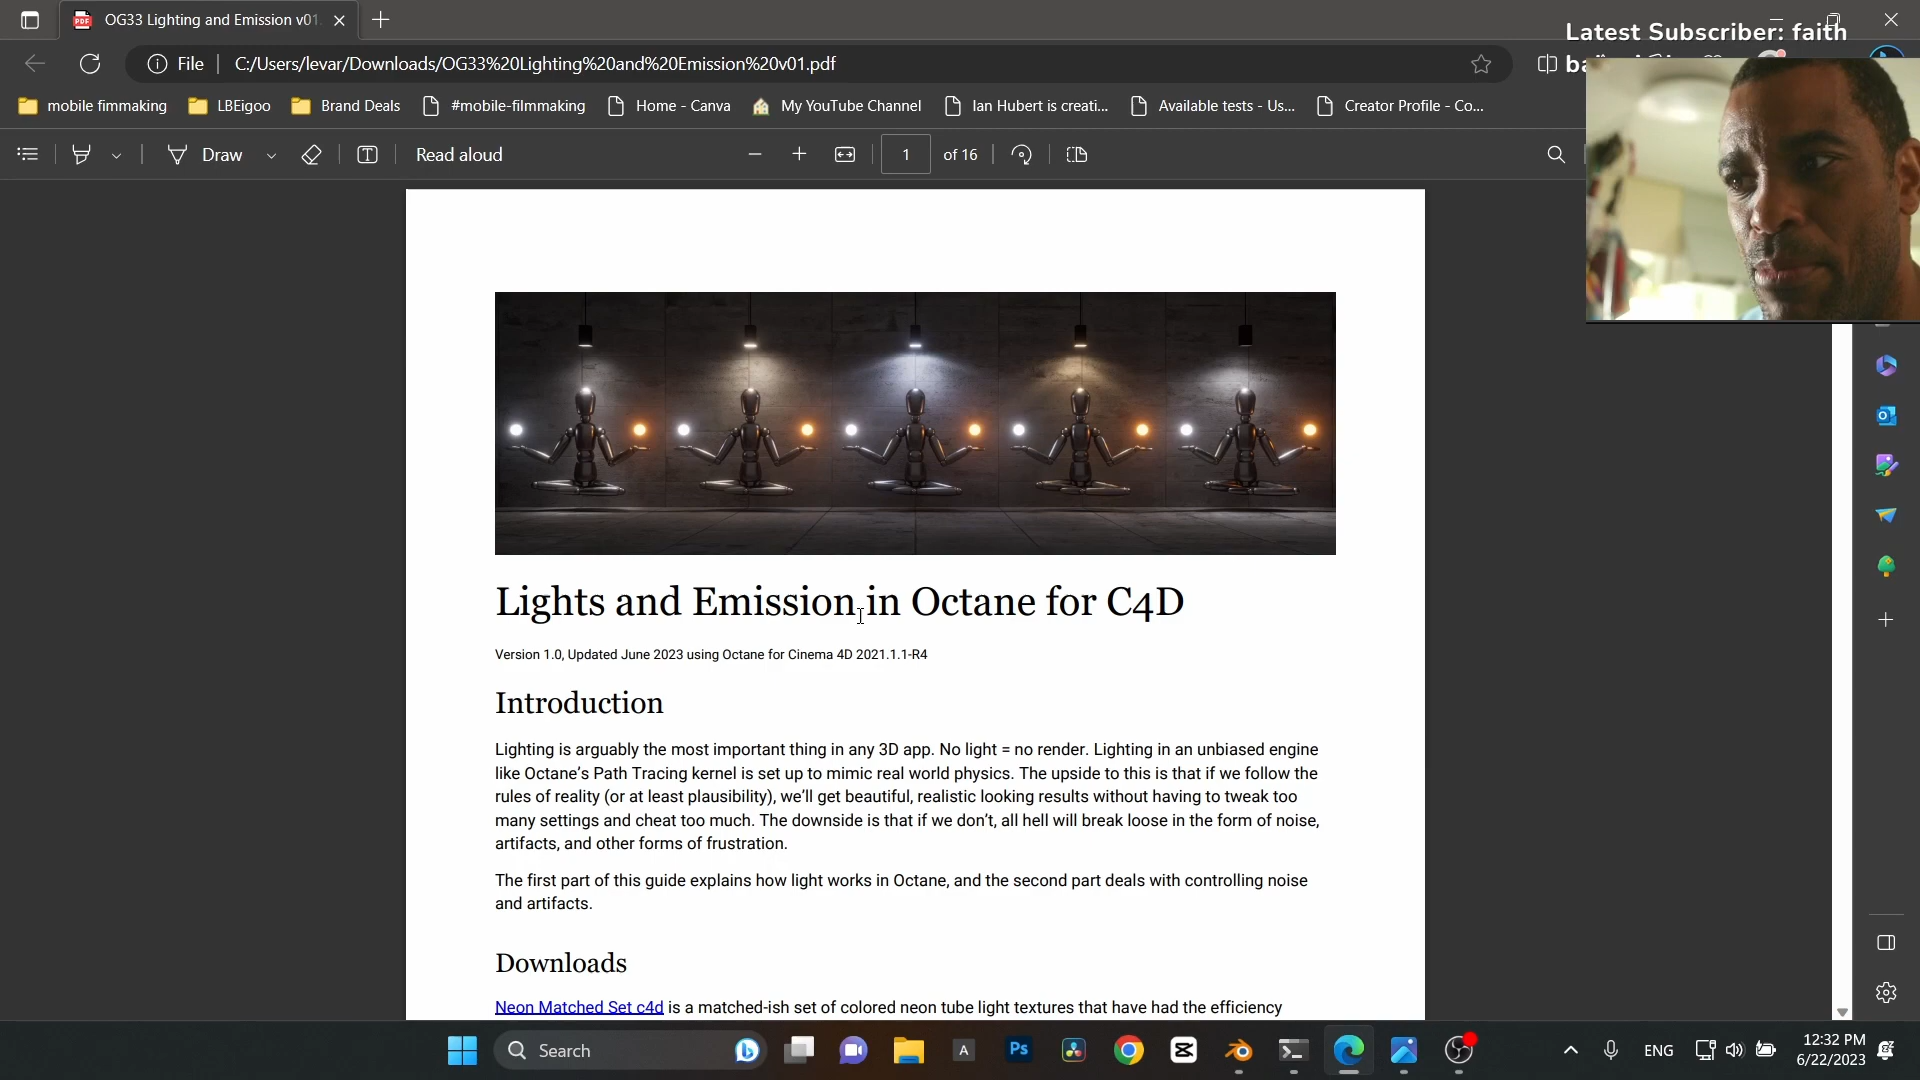 OG33 Lighting and Emission v01.
Latest Subscriber: faith
File
C:/Users/levar/Downloads/OG33%20Lighting%20and%20Emission%20v01.pdf
mobile fimmaking
LBEigoo
Brand Deals
#mobile-filmmaking
Home - Canva
My YouTube Channel
Ian Hubert is creati...
Available tests - Us...
Creator Profile - Co...
Draw
Read aloud
1
of 16
Lights and Emission in Octane for C4D
Version 1.0, Updated June 2023 using Octane for Cinema 4D 2021.1.1-R4
Introduction
Lighting is arguably the most important thing in any 3D app. No light = no render. Lighting in an unbiased engine
like Octane's Path Tracing kernel is set up to mimic real world physics. The upside to this is that if we follow the
rules of reality (or at least plausibility), we'll get beautiful, realistic looking results without having to tweak too
many settings and cheat too much. The downside is that if we don't, all hell will break loose in the form of noise,
artifacts, and other forms of frustration.
The first part of this guide explains how light works in Octane, and the second part deals with controlling noise
and artifacts.
Downloads
Neon Matched Set c4d is a matched-ish set of colored neon tube light textures that have had the efficiency
Search
A
Ps
ENG
12:32 PM
6/22/2023